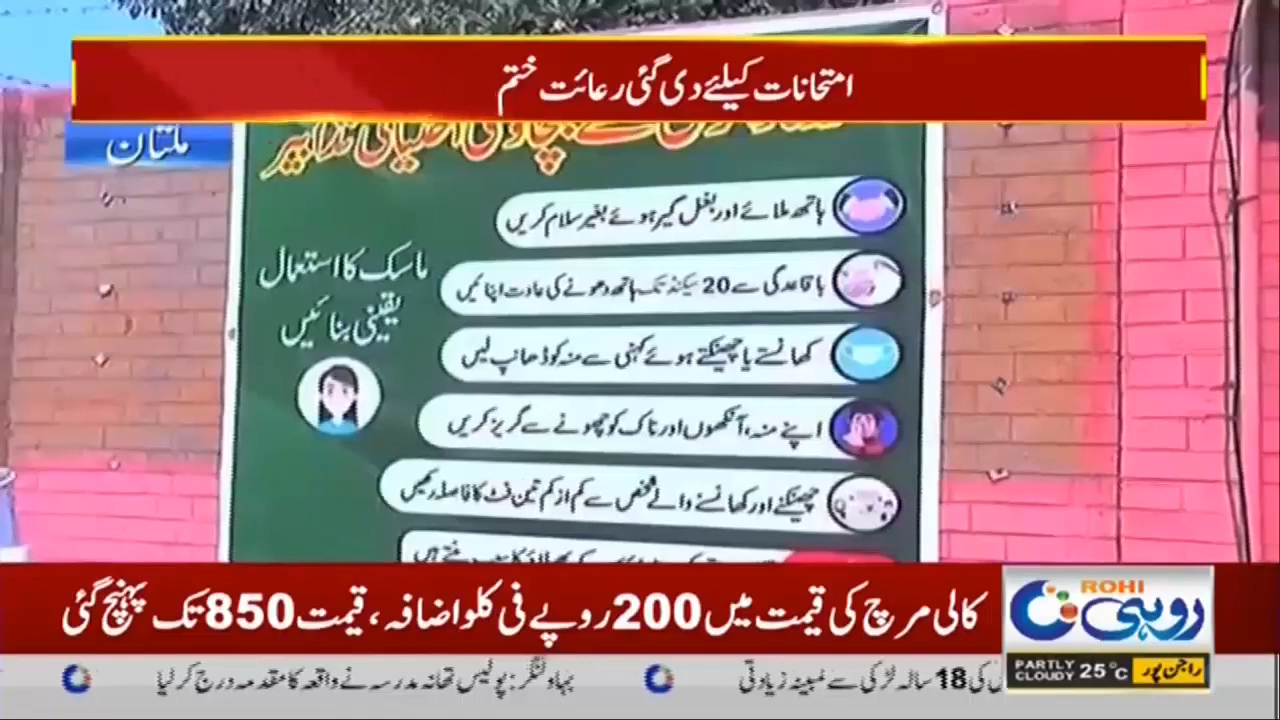 امتحانات کیلئے دی گئی رعائت ختم
ملتان
بچاؤ کی احتیاطی تدابیر
ہاتھ ملائے اور بغل گیر ہوئے بغیر سلام کریں
ماسک کا استعمال
یقینی بنائیں
باقاعدگی سے 20 سیکنڈ تک ہاتھ دھونے کی عادت اپنائیں
کھانستے یا چھینکتے ہوئے کہنی سے منہ کو ڈھانپ لیں
اپنے منہ، آنکھوں اور ناک کو چھونے سے گریز کریں
چھینکنے اور کھانسنے والے شخص سے کم از کم تین فٹ کا فاصلہ رکھیں
کالی مرچ کی قیمت میں 200 روپے فی کلو اضافہ، قیمت 850 تک پہنچ گئی
ROHI
روہی
کی 18 سالہ لڑکی سے مبینہ زیادتی
بہاولنگر: پولیس تھانہ مدرسہ نے واقعہ کا مقدمہ درج کر لیا
PARTLY CLOUDY 25°C راجن پور